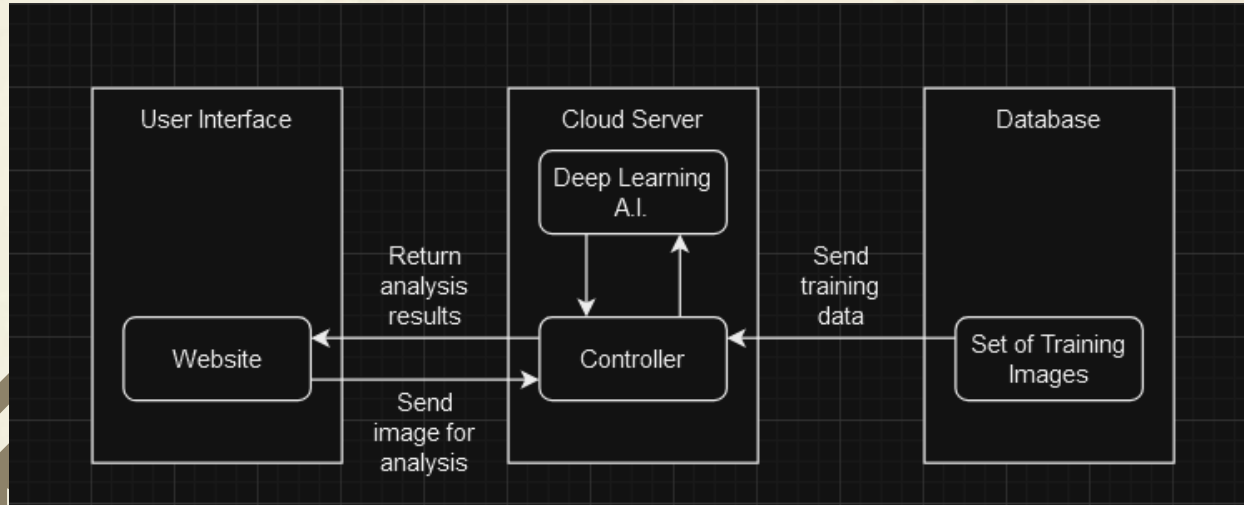 User Interface
Cloud Server
Database
Deep Learning
A.I.
Return
analysis
results
Send
training
data
Website
Controller
Set of Training
Images
Send
image for
analysis